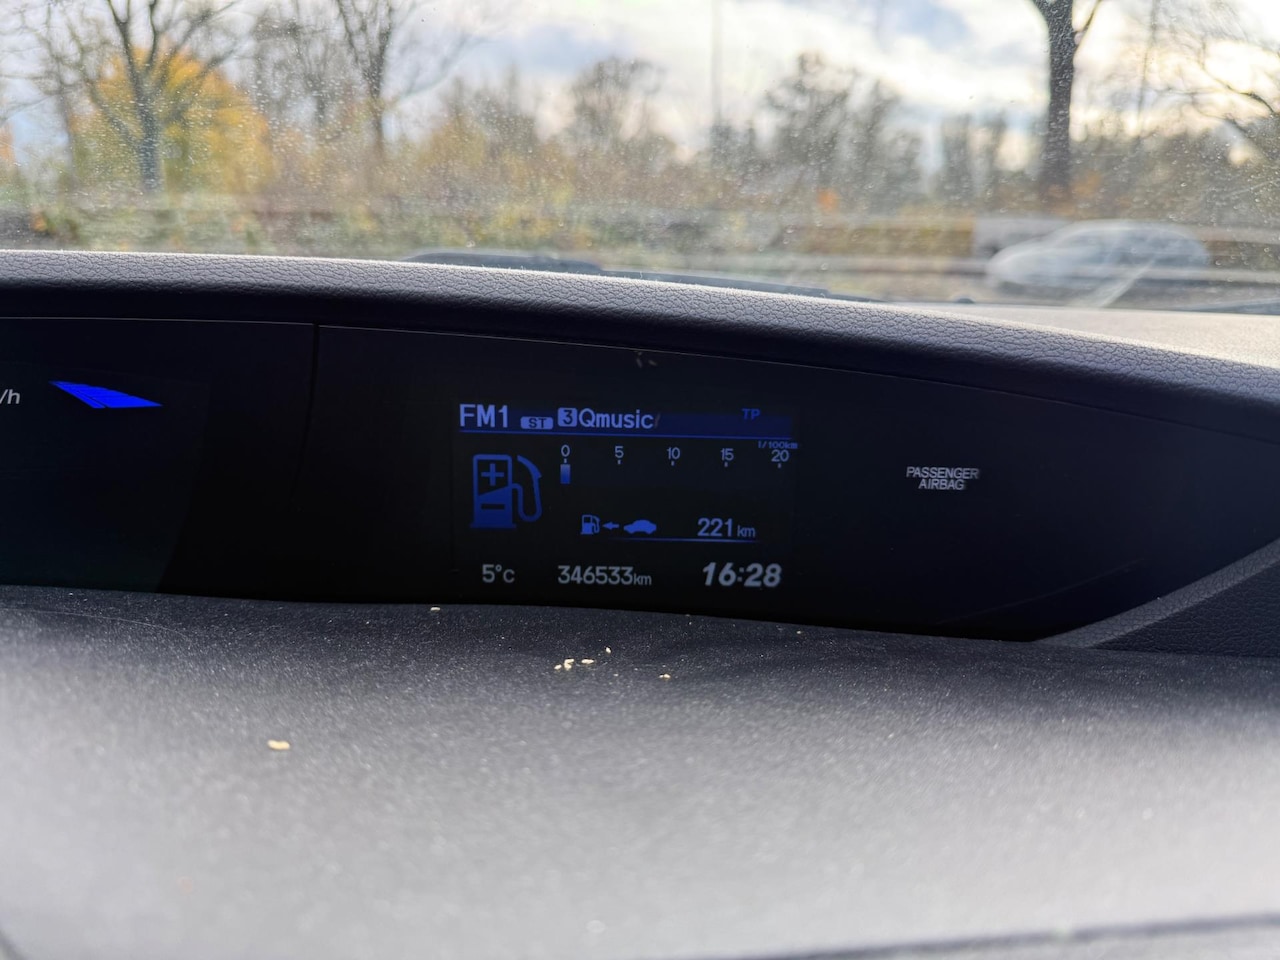 /h
FM1 ST 3 Qmusic TP
l/100km
0 5 10 15 20
221 km
5°c 346533km 16:28
PASSENGER
AIRBAG